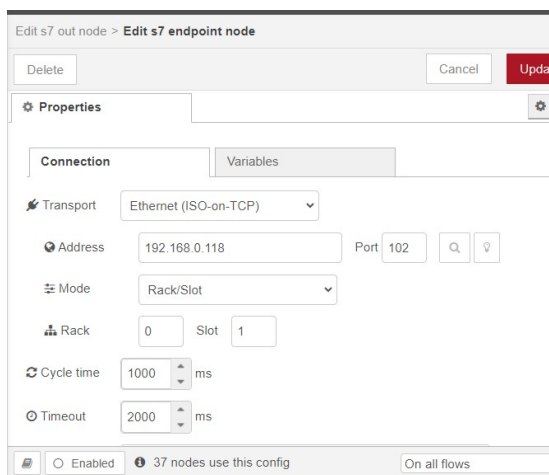 Edit s7 out node > Edit s7 endpoint node
Delete Cancel
Properties
Connection Variables
Transport Ethernet (ISO-on-TCP)
Address 192.168.0.118 Port 102
Mode Rack/Slot
Rack 0 Slot 1
Cycle time 1000 ms
Timeout 2000 ms
Enabled 37 nodes use this config On all flows